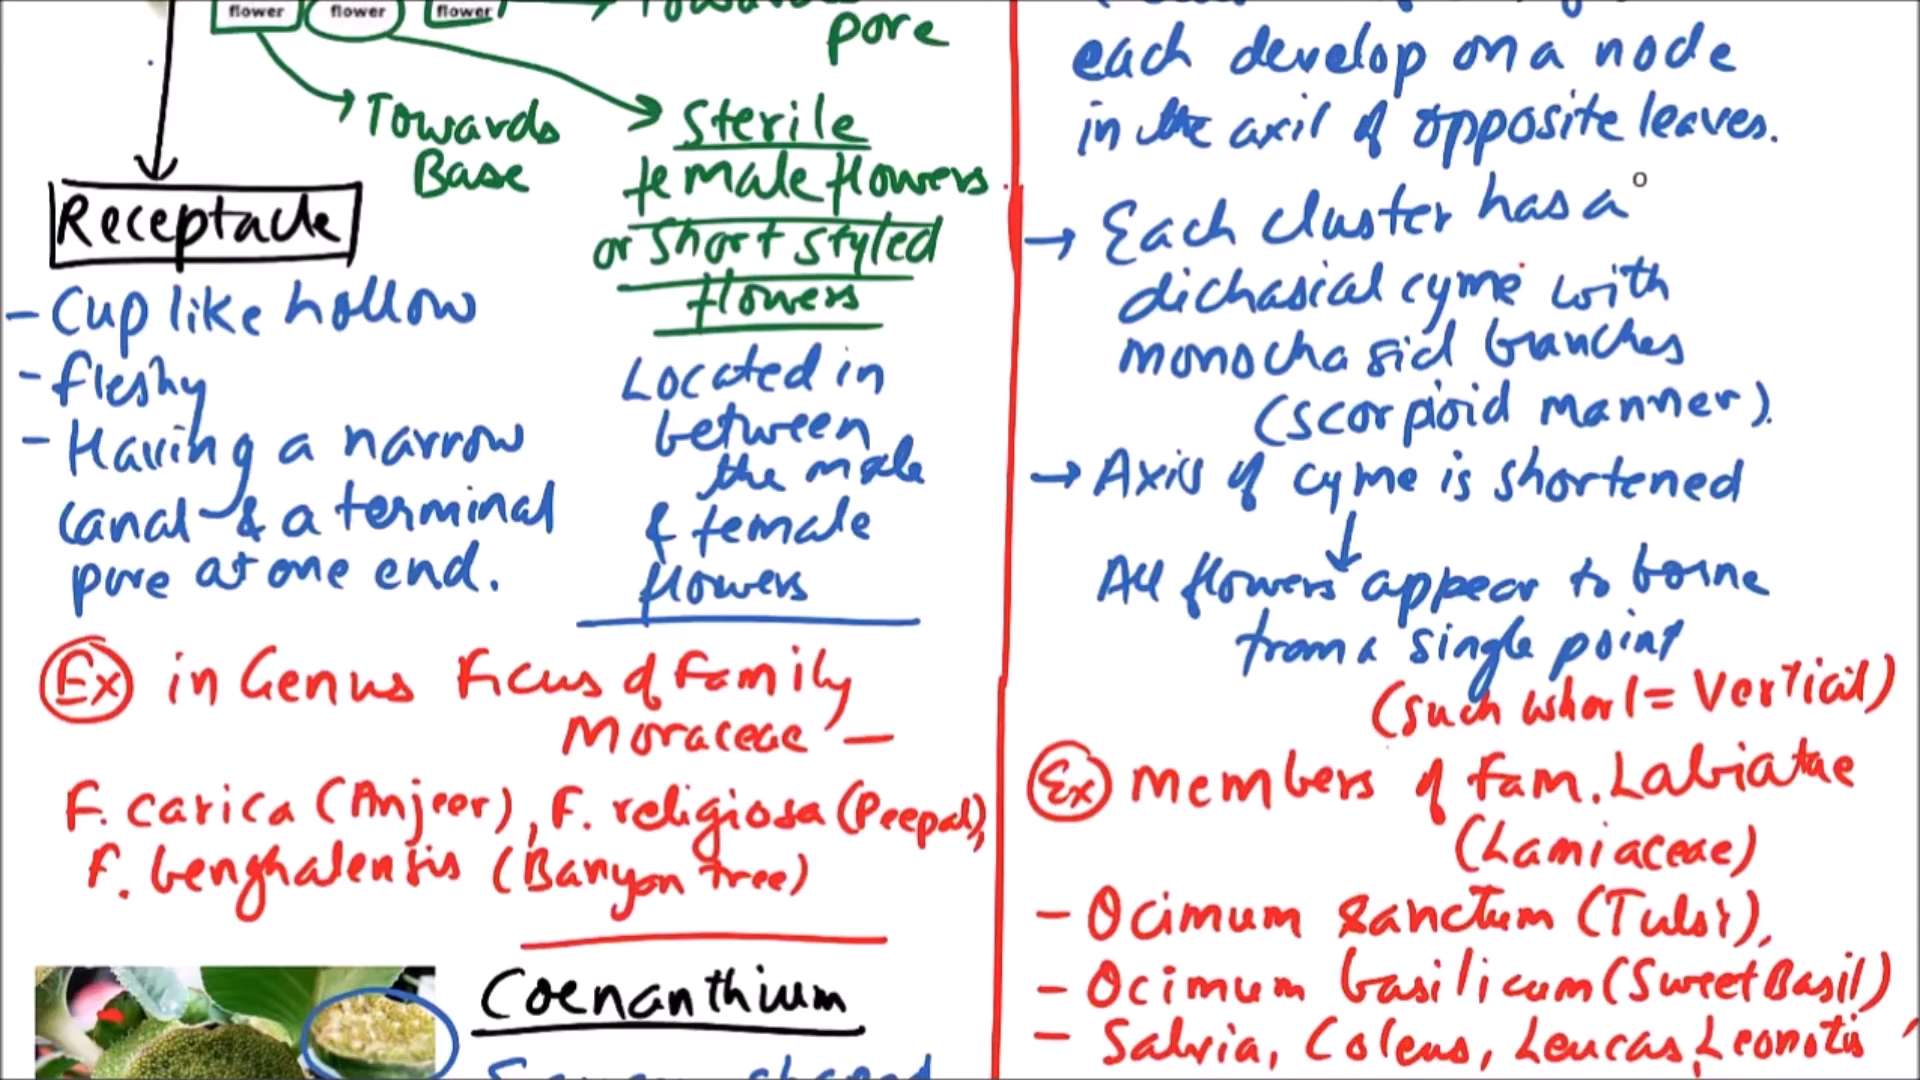 flower flower flower
pore
Towards
Base
Sterile
female flowers
or short styled
flowers
Receptacle
- Cup like hollow
- fleshy
- Having a narrow
canal & a terminal
pore at one end.
Located in
between
the male
& female
flowers
Ex in Genus Ficus of Family
Moraceae —
F. carica (Anjeer), F. religiosa (Peepal),
F. benghalensis (Banyan tree)
Coenanthium
each develop on a node
in the axil of opposite leaves.
→ Each cluster has a
dichasial cyme with
monochasial branches
(scorpioid manner).
→ Axis of cyme is shortened
↓
All flowers appear to borne
from a single point
(such whorl =
Ex Members of Fam. Labiatae
(Lamiaceae)
- Ocimum sanctum (Tulsi),
- Ocimum basilicum (Sweet Basil)
- Salvia, Coleus, Leucas, Leonotis